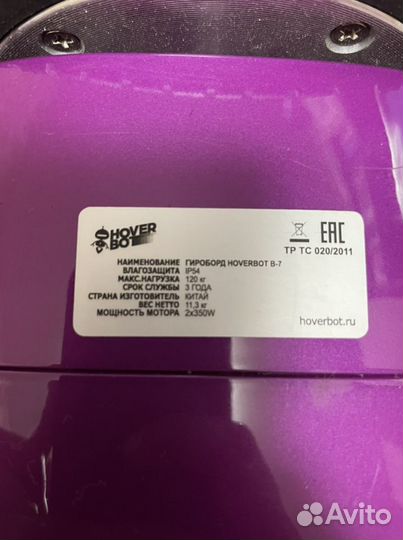 HOVER
BOT
EAC
ТР ТС 020/2011
НАИМЕНОВАНИЕ ГИРОБОРД HOVERBOT B-7
ВЛАГОЗАЩИТА IP54
МАКС.НАГРУЗКА 120 кг
СРОК СЛУЖБЫ 3 ГОДА
СТРАНА ИЗГОТОВИТЕЛЬ КИТАЙ
ВЕС НЕТТО 11,3 кг
МОЩНОСТЬ МОТОРА 2x350W
hoverbot.ru
Avito